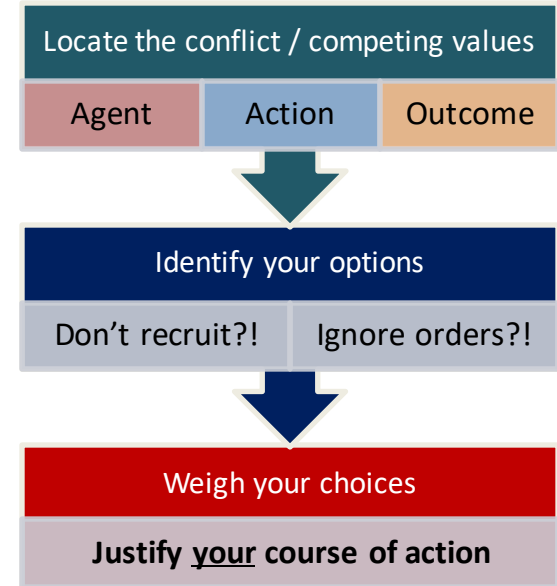 Locate the conflict / competing values
Agent Action Outcome
Identify your options
Don’t recruit?! Ignore orders?!
Weigh your choices
Justify your course of action